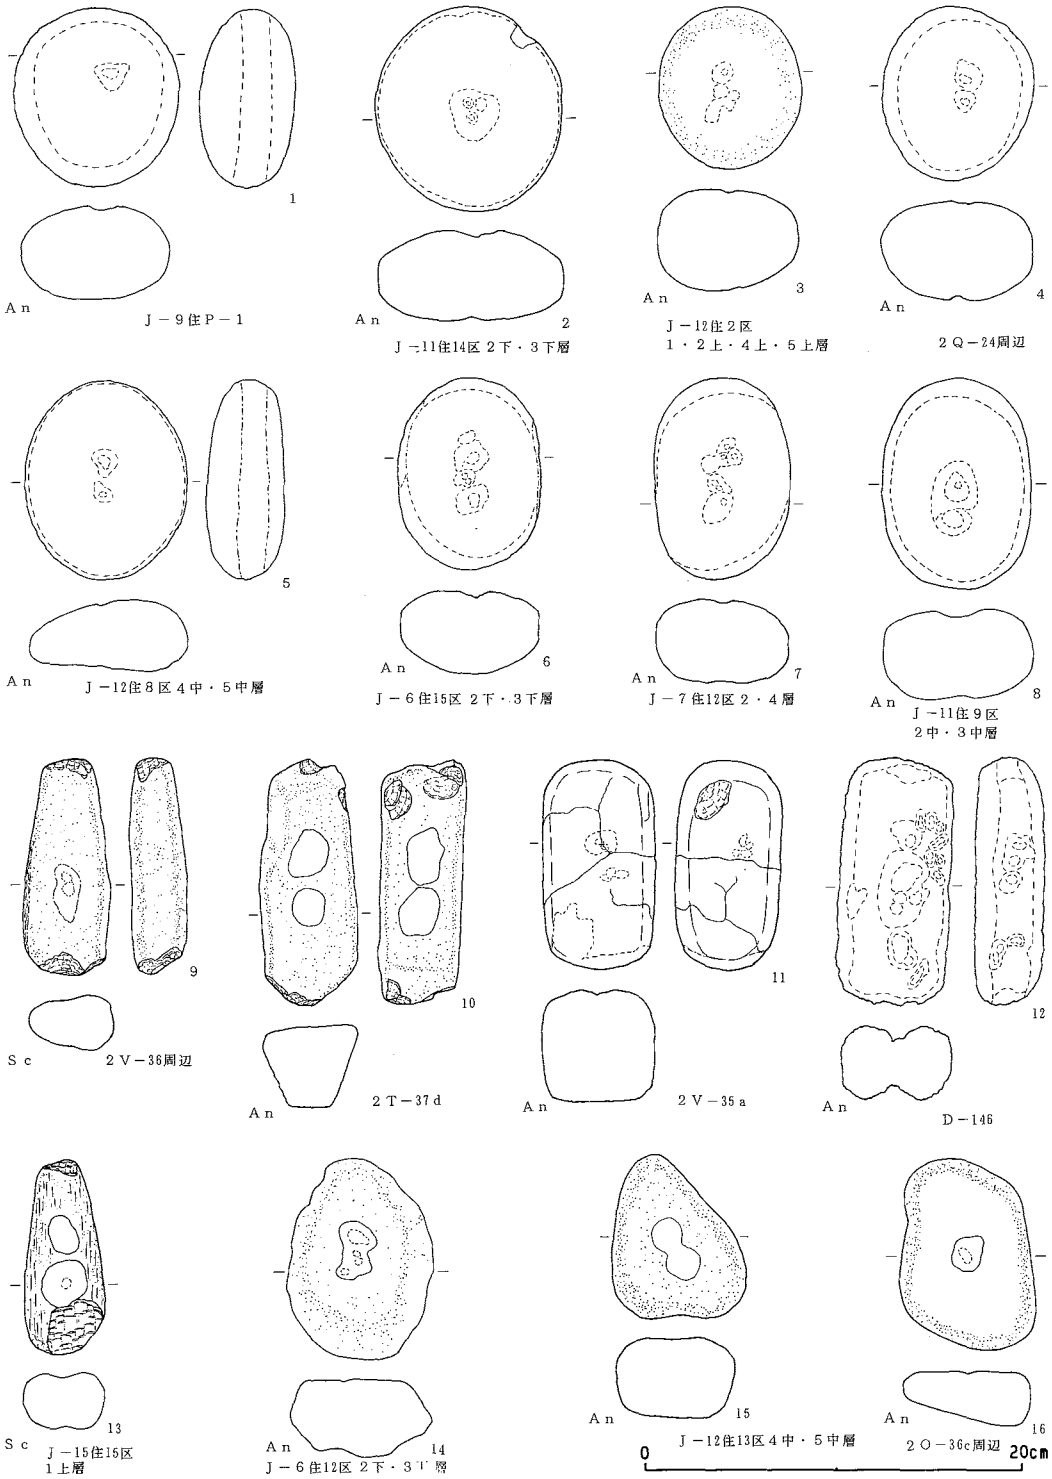 1
An
J-9住P-1
2
An
J-11住14区 2下・3下層
3
An
J-12住2区
1・2上・4上・5上層
4
An
2Q-24周辺
5
An
J-12住8区4中・5中層
6
An
J-6住15区 2下・3下層
7
An
J-7住12区2・4層
8
An
J-11住9区
2中・3中層
9
Sc
2V-36周辺
10
An
2T-37d
11
An
2V-35a
12
An
D-146
13
Sc
J-15住15区
1上層
14
An
J-6住12区 2下・3下層
15
An
J-12住13区4中・5中層
16
An
2O-36c周辺
0 20cm